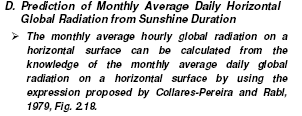 D. Prediction of Monthly Average Daily Horizontal
Global Radiation from Sunshine Duration
➤ The monthly average hourly global radiation on a
horizontal surface can be calculated from the
knowledge of the monthly average daily global
radiation on a horizontal surface by using the
expression proposed by Collares-Pereira and Rabl,
1979, Fig. 2.18.